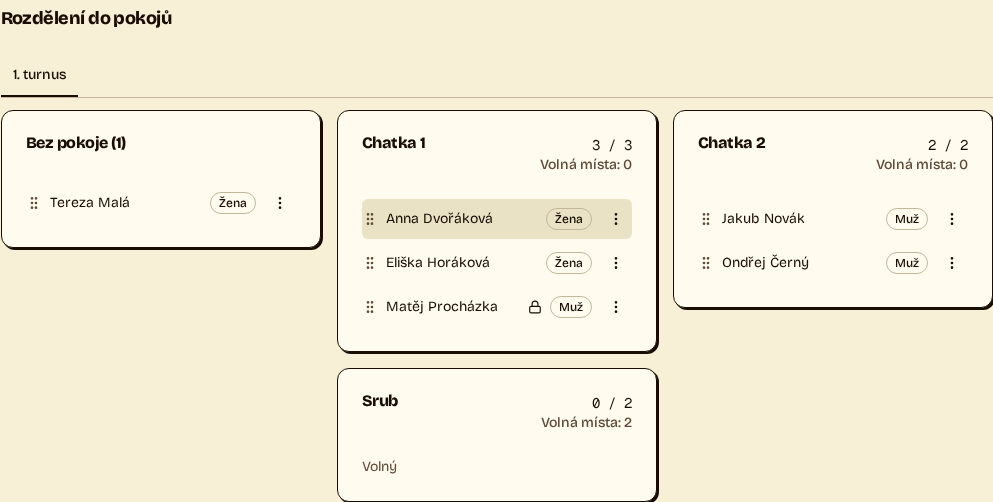 Rozdělení do pokojů
1. turnus
Bez pokoje (1)
Tereza Malá Žena
Chatka 1 3 / 3
Volná místa: 0
Anna Dvořáková Žena
Eliška Horáková Žena
Matěj Procházka Muž
Chatka 2 2 / 2
Volná místa: 0
Jakub Novák Muž
Ondřej Černý Muž
Srub 0 / 2
Volná místa: 2
Volný